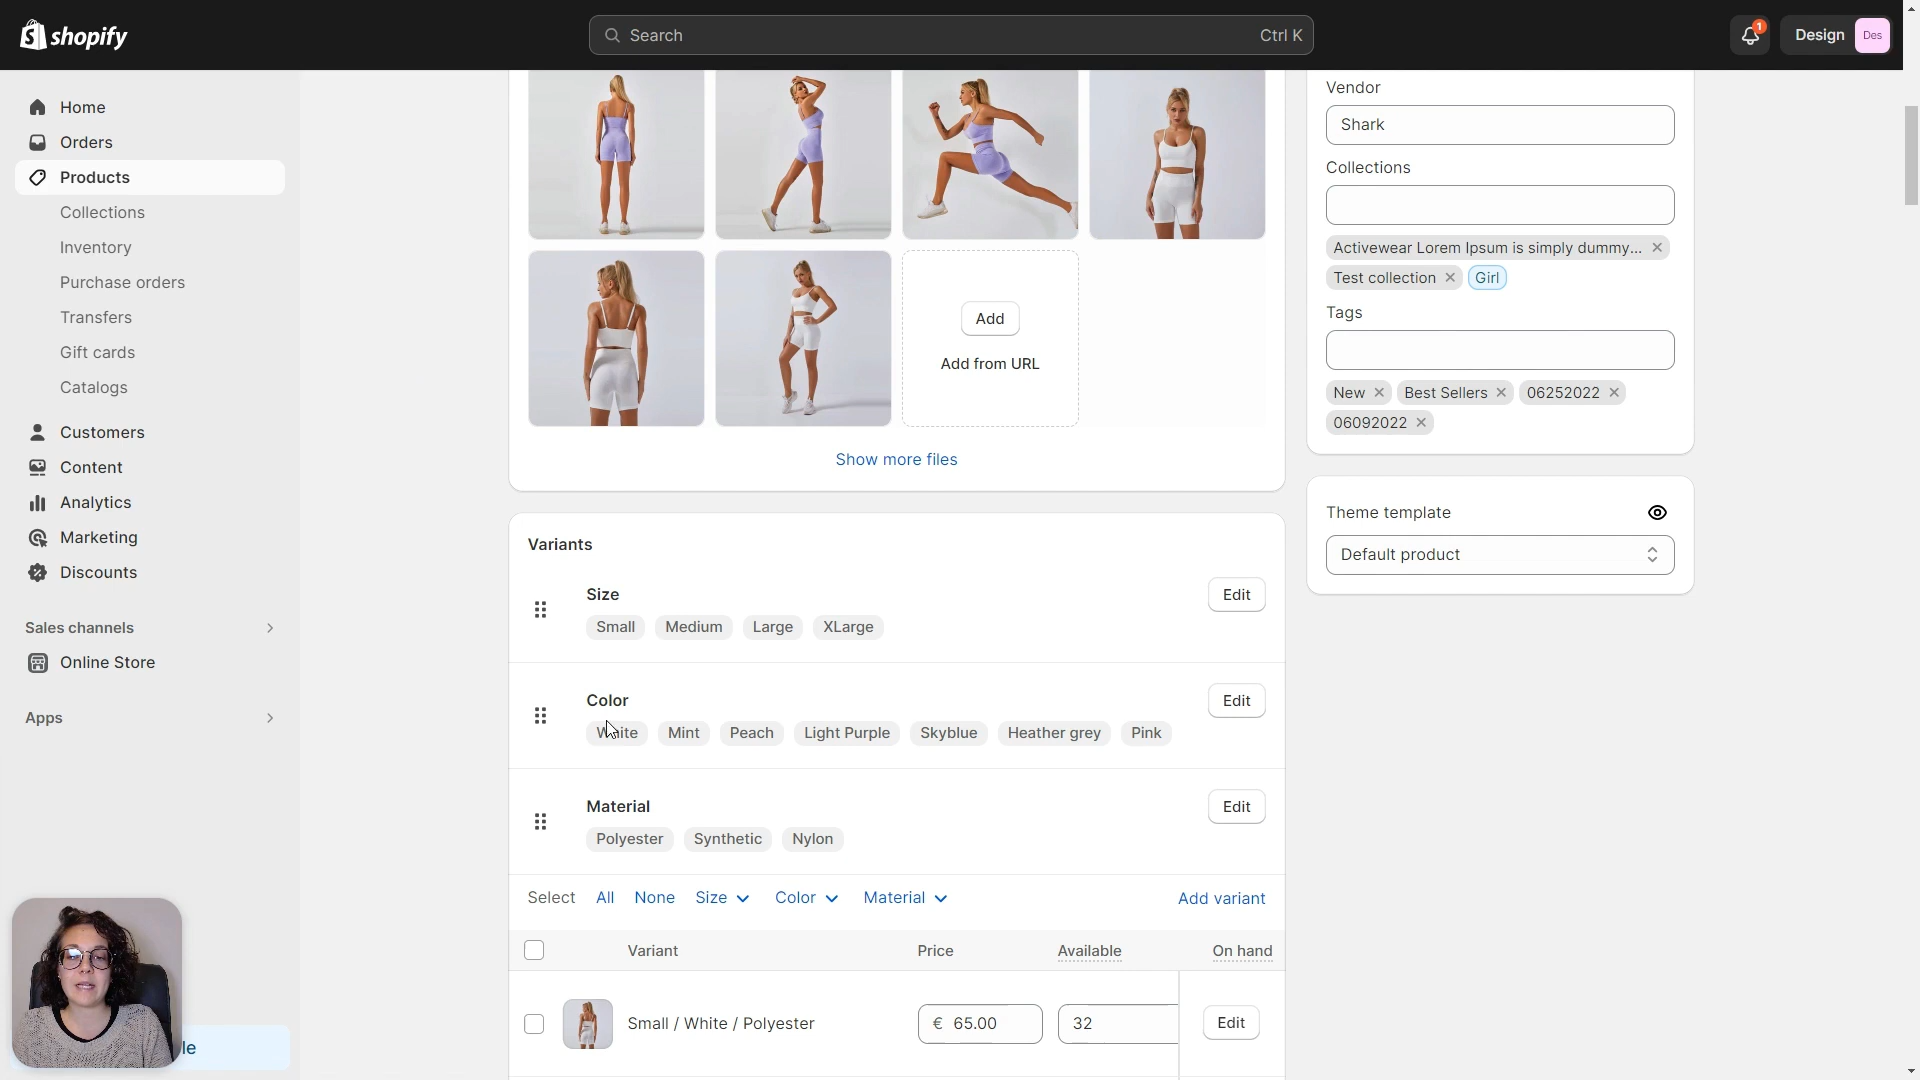 shopify
Search
Ctrl K
1
Design
Des
Home
Orders
Products
Collections
Inventory
Purchase orders
Transfers
Gift cards
Catalogs
Customers
Content
Analytics
Marketing
Discounts
Sales channels
Online Store
Apps
le
Add
Add from URL
Show more files
Variants
Size
Edit
Small Medium Large XLarge
Color
Edit
White Mint Peach Light Purple Skyblue Heather grey Pink
Material
Edit
Polyester Synthetic Nylon
Select All None Size Color Material Add variant
Variant Price Available On hand
Small / White / Polyester € 65.00 32 Edit
Vendor
Shark
Collections
Activewear Lorem Ipsum is simply dummy...
Test collection Girl
Tags
New Best Sellers 06252022
06092022
Theme template
Default product